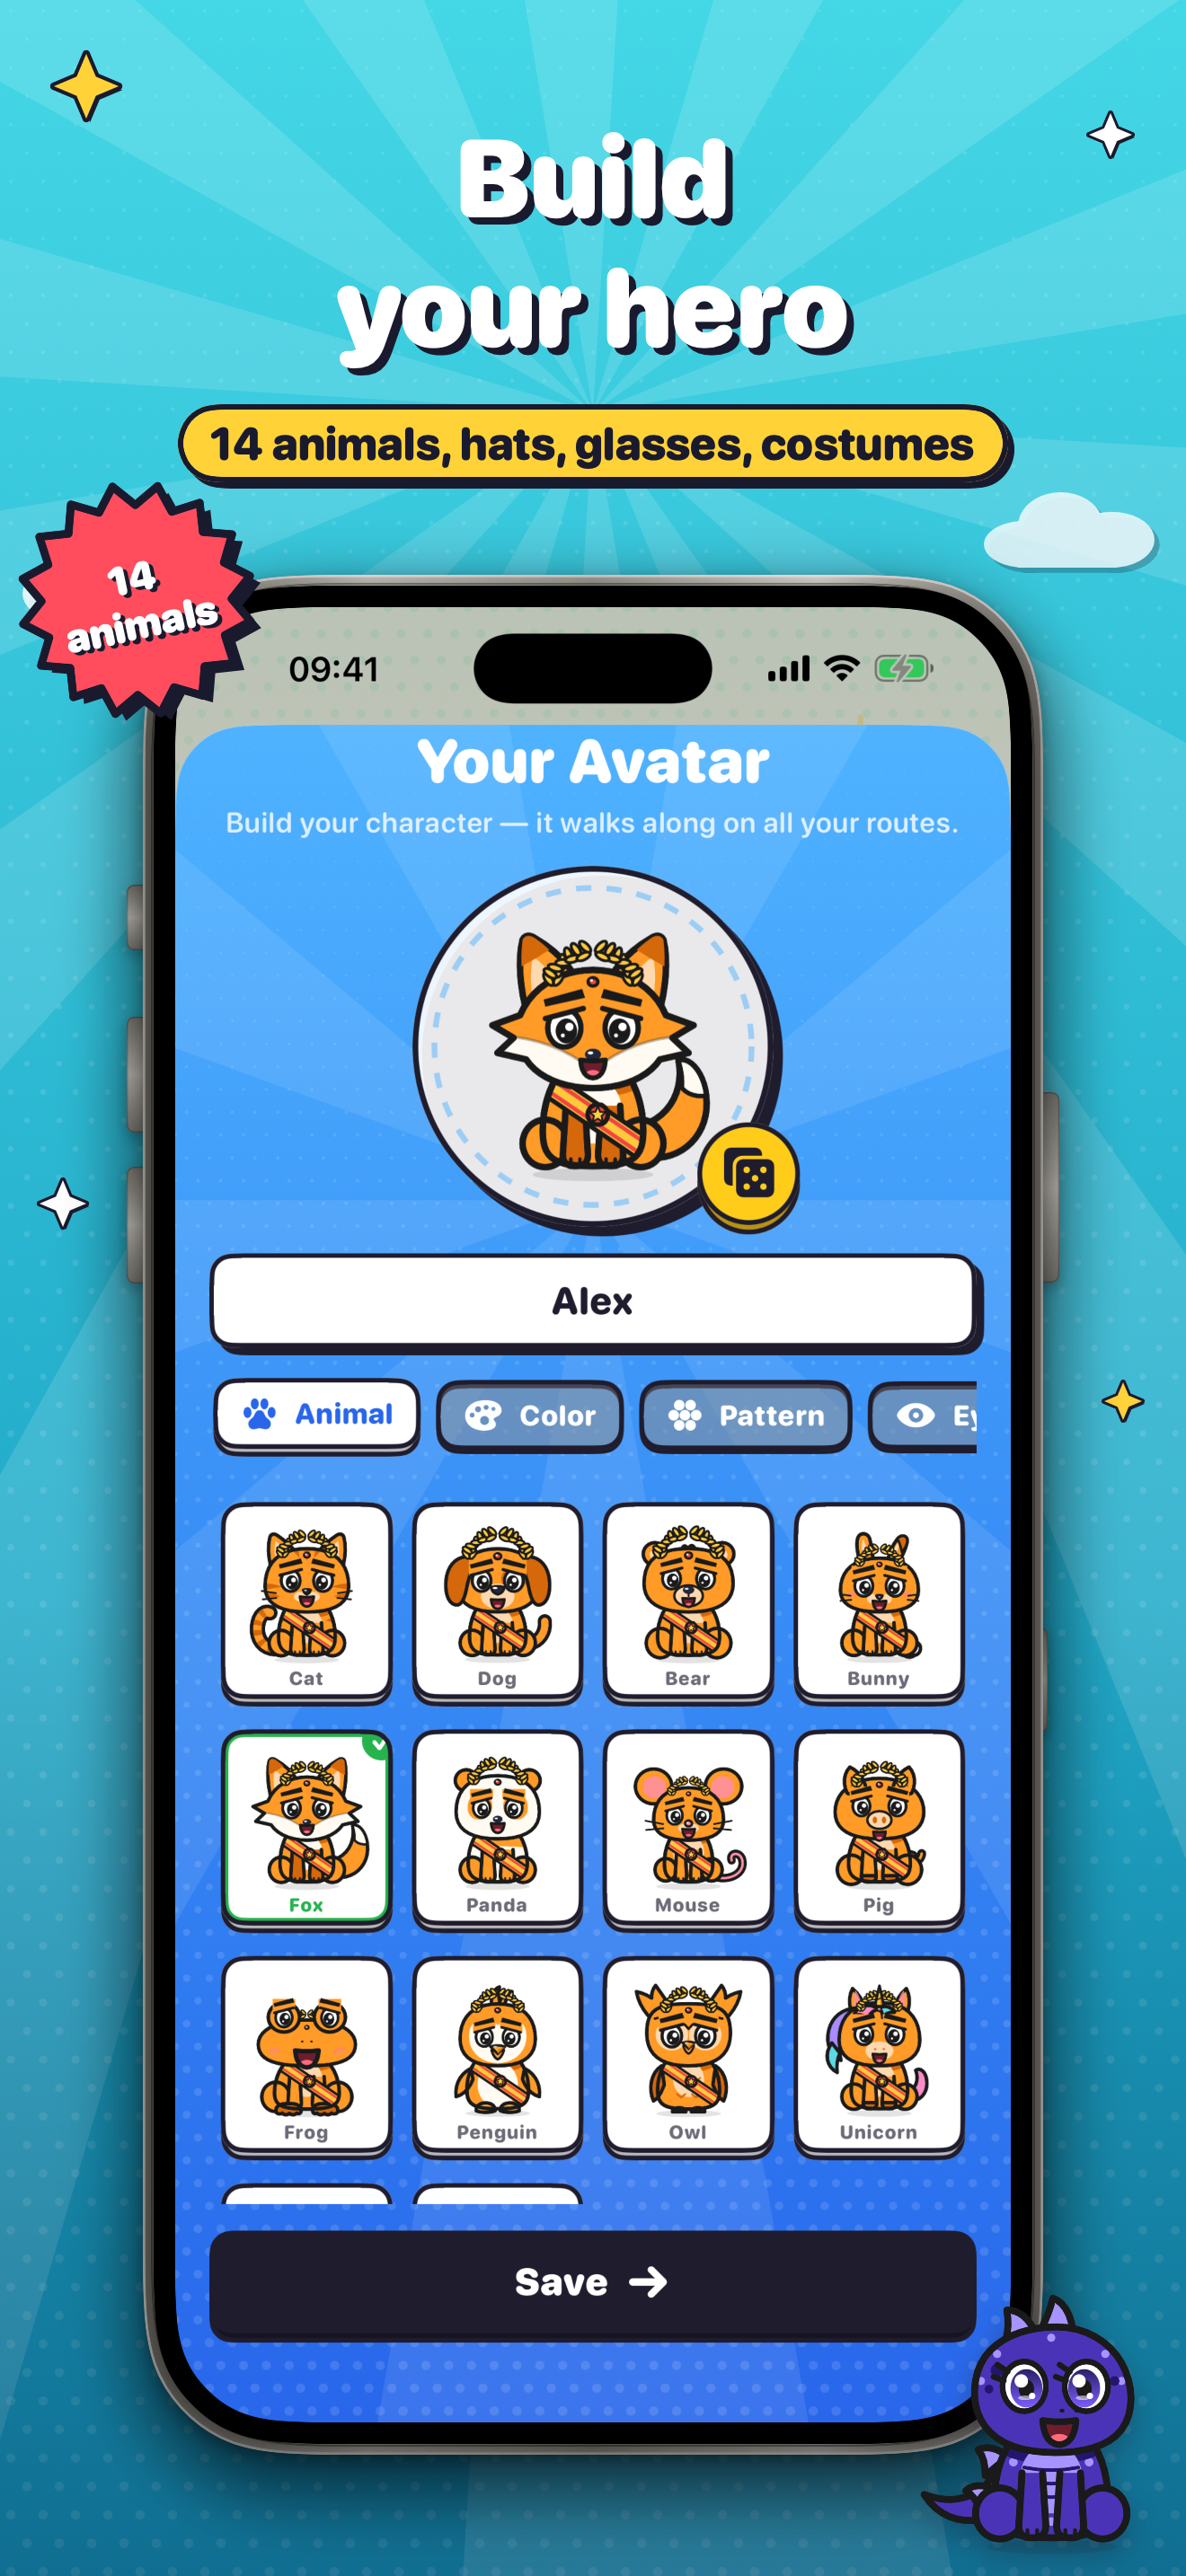 Build
your hero
14 animals, hats, glasses, costumes
14
animals
09:41
Your Avatar
Build your character — it walks along on all your routes.
Alex
Animal
Color
Pattern
Cat
Dog
Bear
Bunny
Fox
Panda
Mouse
Pig
Frog
Penguin
Owl
Unicorn
Save →